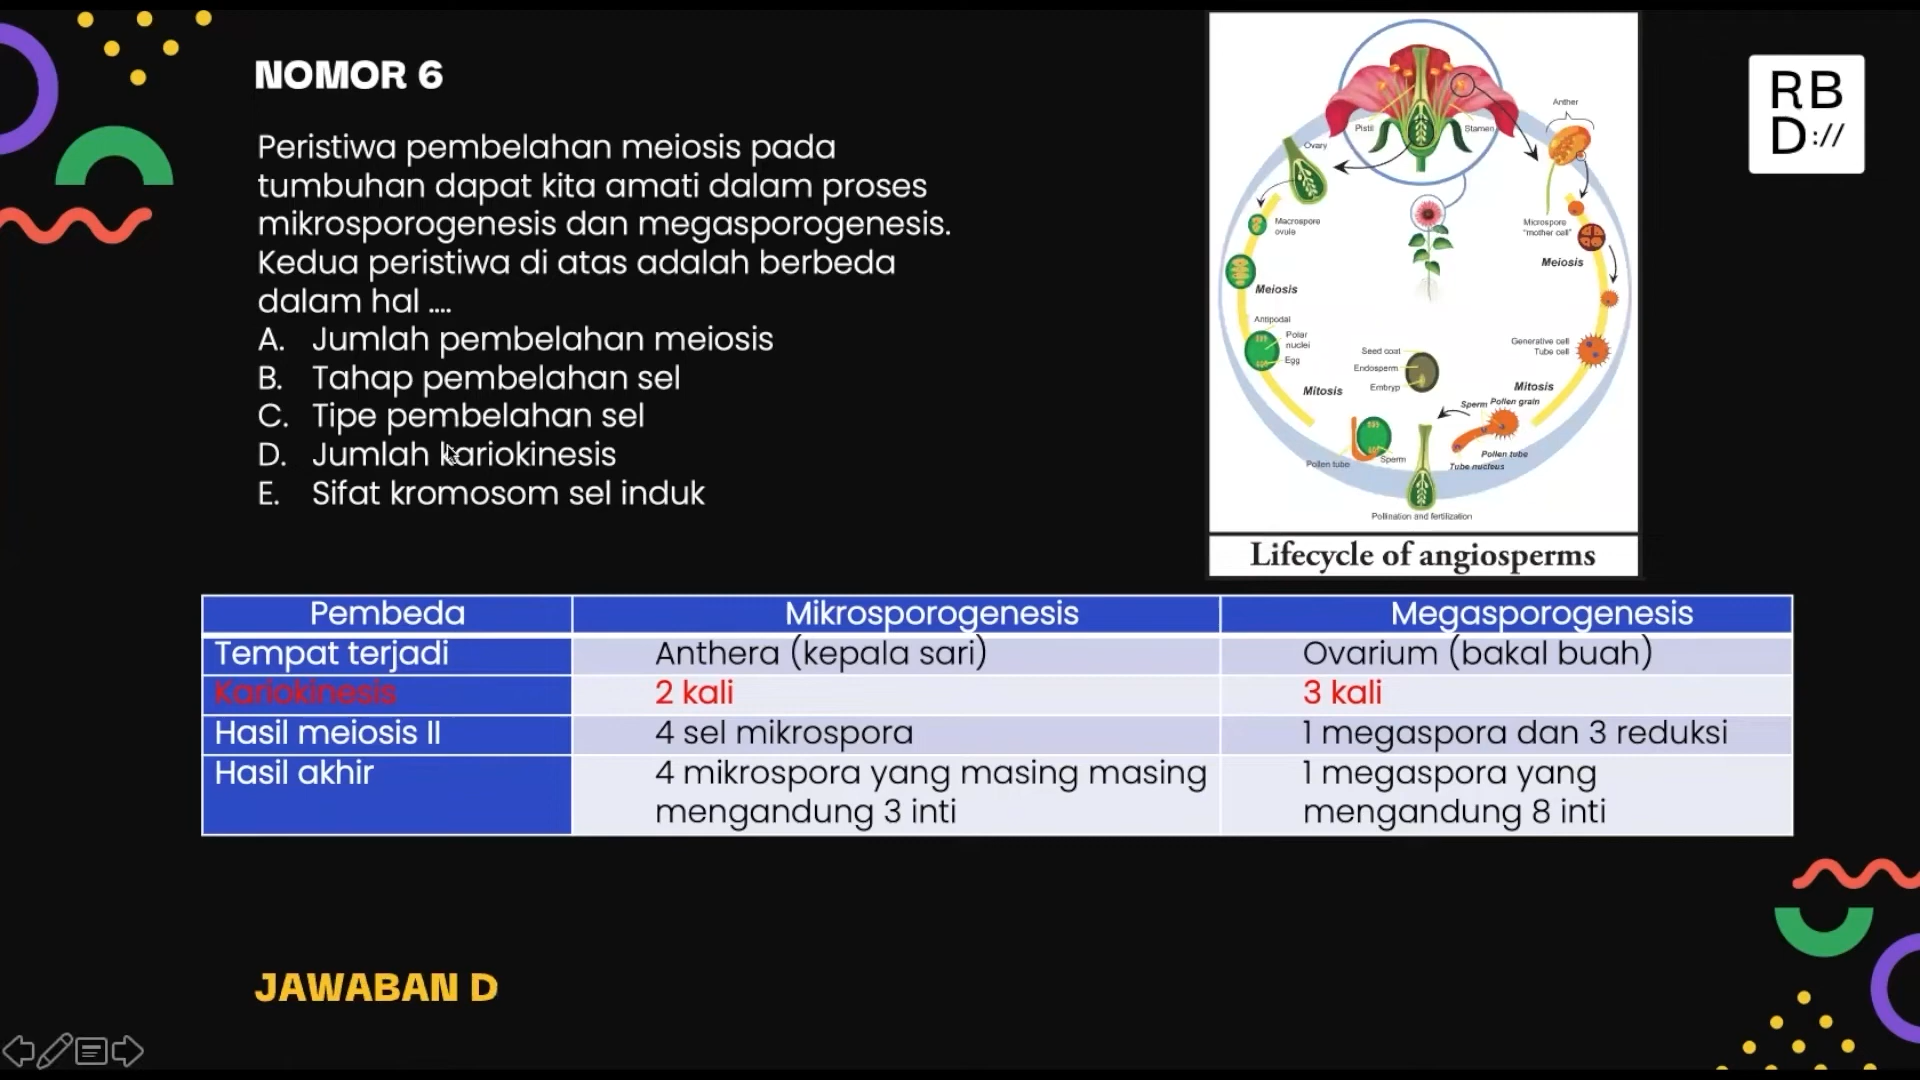 NOMOR 6
RB
D://
Peristiwa pembelahan meiosis pada
tumbuhan dapat kita amati dalam proses
mikrosporogenesis dan megasporogenesis.
Kedua peristiwa di atas adalah berbeda
dalam hal ....
A. Jumlah pembelahan meiosis
B. Tahap pembelahan sel
C. Tipe pembelahan sel
D. Jumlah kariokinesis
E. Sifat kromosom sel induk
Anther
Pistil
Stamen
Ovary
Macrospore
ovule
Microspore
"mother cell"
Meiosis
Meiosis
Antipodal
Polar
nuclei
Egg
Generative cell
Tube cell
Seed coat
Endosperm
Embryp
Mitosis
Mitosis
Sperm
Pollen grain
Pollen tube
Sperm
Pollen tube
Tube nucleus
Pollination and fertilization
Lifecycle of angiosperms
Pembeda Mikrosporogenesis Megasporogenesis
Tempat terjadi Anthera (kepala sari) Ovarium (bakal buah)
Kariokinesis 2 kali 3 kali
Hasil meiosis II 4 sel mikrospora 1 megaspora dan 3 reduksi
Hasil akhir 4 mikrospora yang masing masing 1 megaspora yang
mengandung 3 inti mengandung 8 inti
JAWABAN D